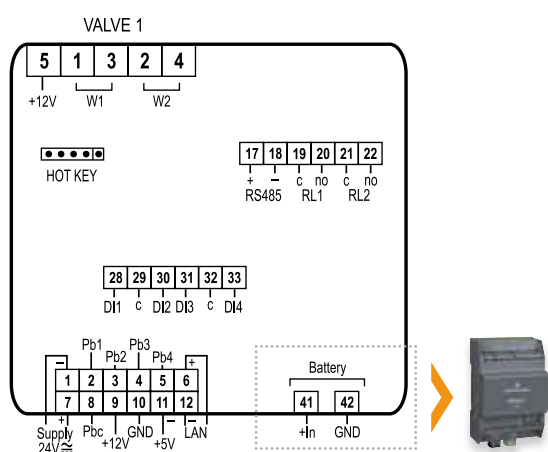 VALVE 1
5 1 3 2 4
+12V W1 W2
HOT KEY
17 18 19 20 21 22
+ − c no c no
RS485 RL1 RL2
28 29 30 31 32 33
DI1 c DI2 DI3 c DI4
Pb1 Pb3
Pb2 Pb4
− +
1 2 3 4 5 6
7 8 9 10 11 12
+ − −
Supply Pbc GND LAN
24V +12V +5V
Battery
41 42
+In GND